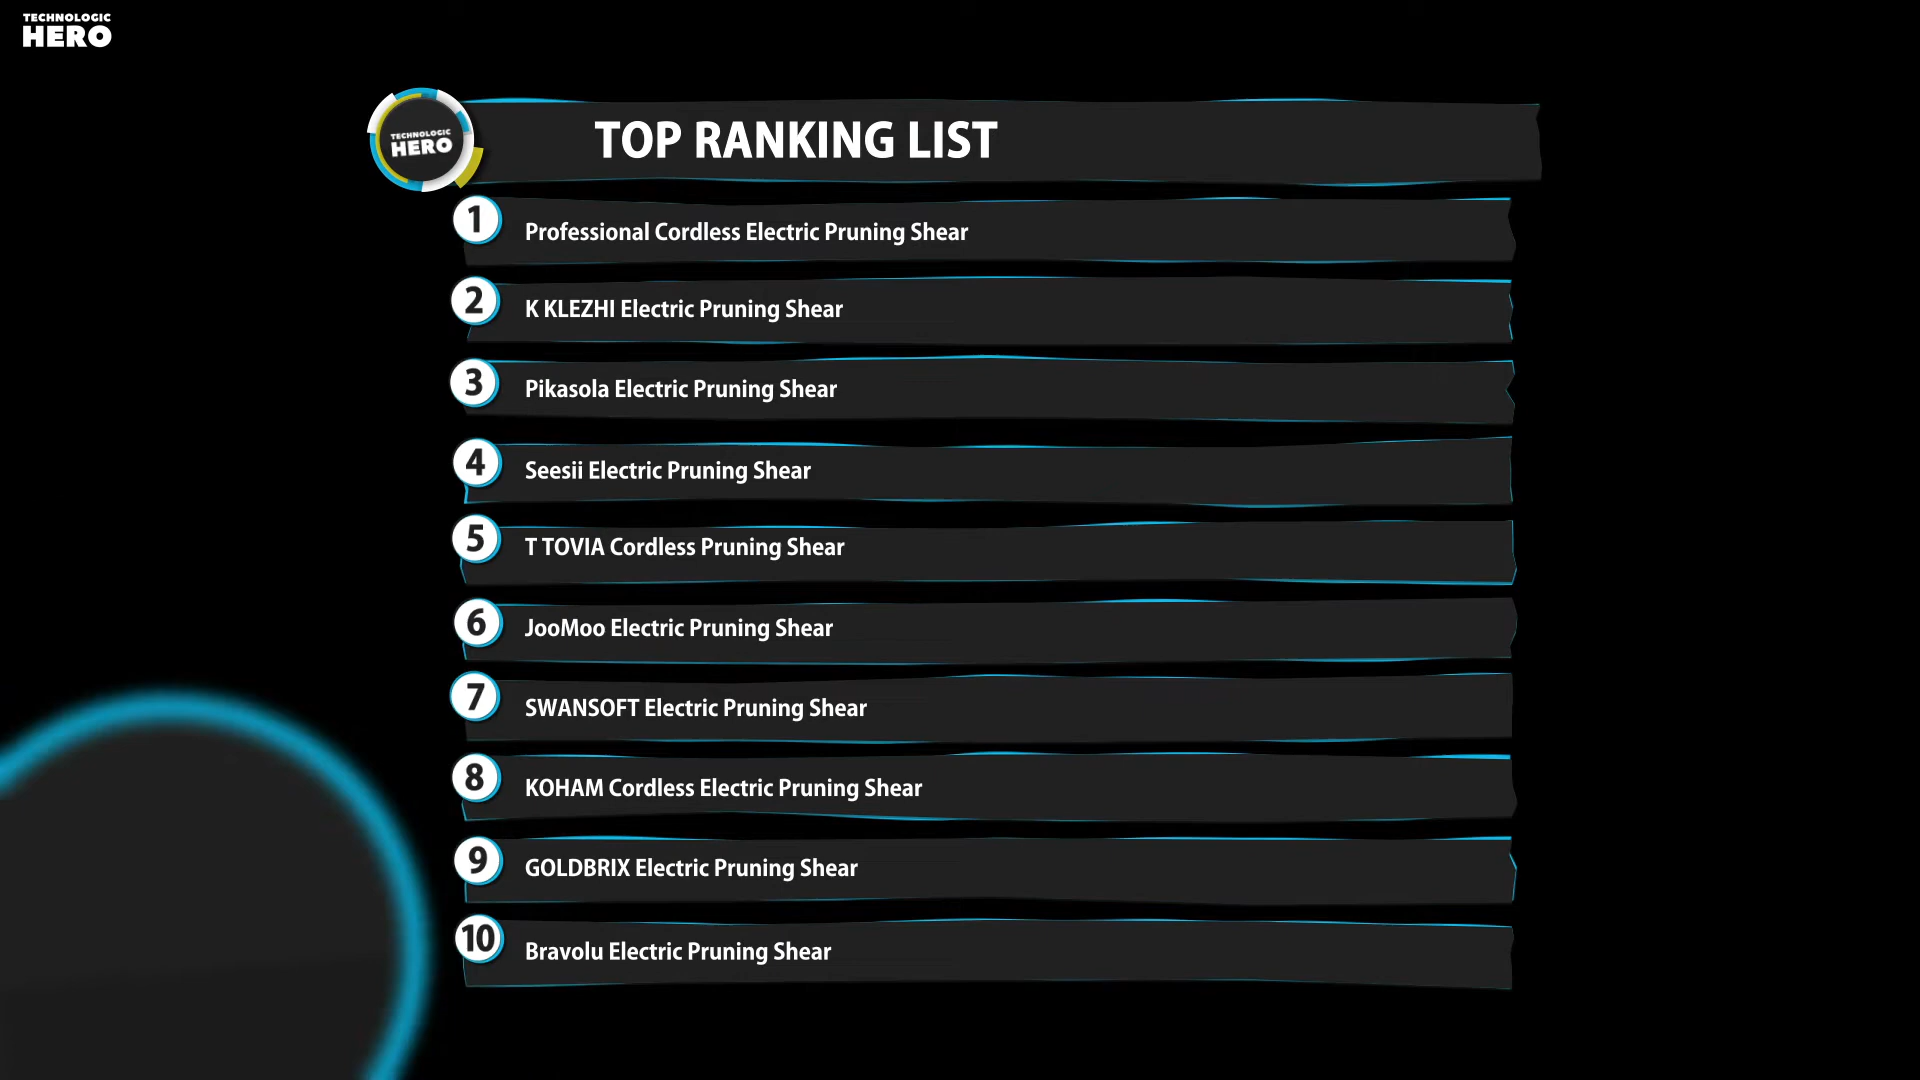 TECHNOLOGIC
HERO
TECHNOLOGIC
HERO
TOP RANKING LIST
1 Professional Cordless Electric Pruning Shear
2 K KLEZHI Electric Pruning Shear
3 Pikasola Electric Pruning Shear
4 Seesii Electric Pruning Shear
5 T TOVIA Cordless Pruning Shear
6 JooMoo Electric Pruning Shear
7 SWANSOFT Electric Pruning Shear
8 KOHAM Cordless Electric Pruning Shear
9 GOLDBRIX Electric Pruning Shear
10 Bravolu Electric Pruning Shear